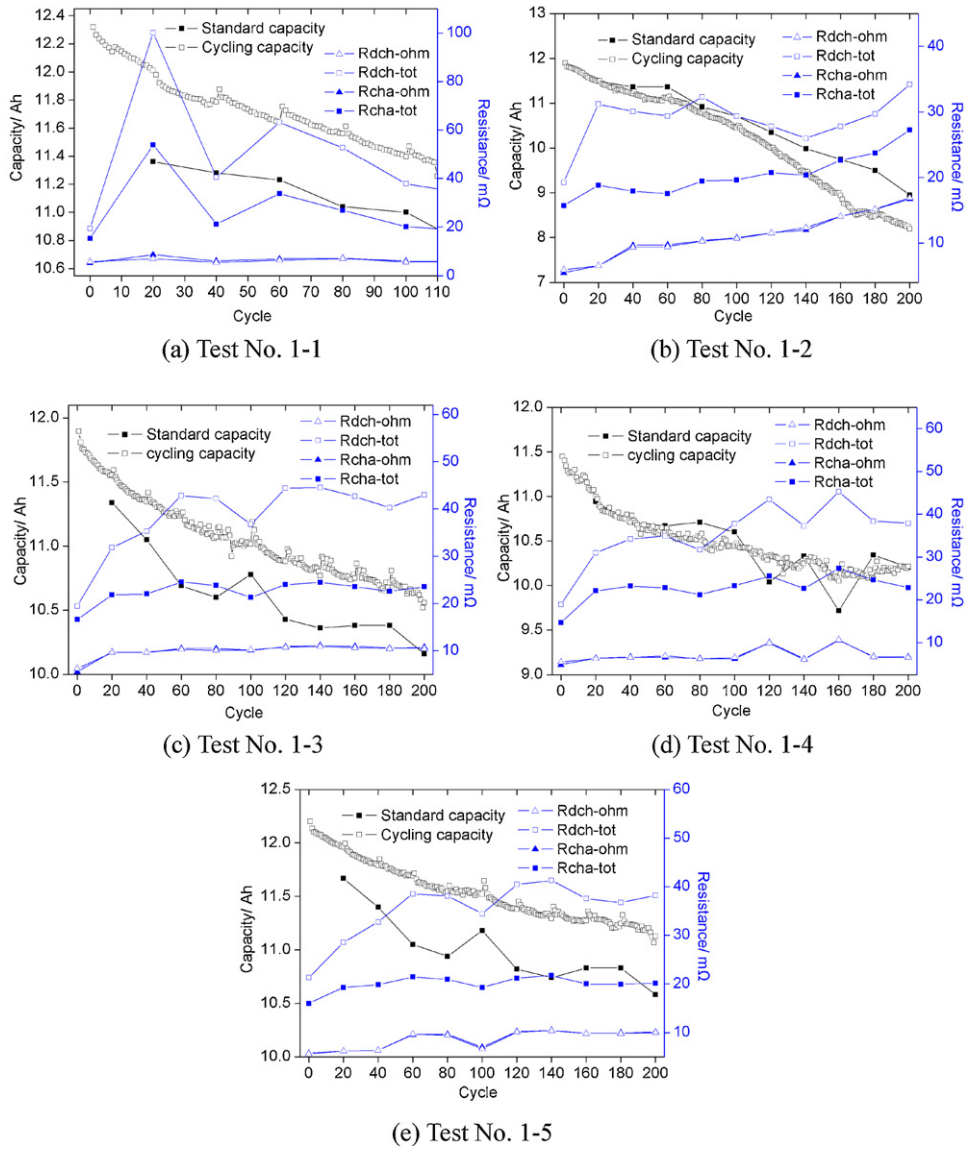 12.4
12.2
12.0
11.8
11.6
11.4
11.2
11.0
10.8
10.6
Capacity/ Ah
Standard capacity
Cycling capacity
Rdch-ohm
Rdch-tot
Rcha-ohm
Rcha-tot
100
80
60
40
20
0
Resistance/ mΩ
0 10 20 30 40 50 60 70 80 90 100 110
Cycle
(a) Test No. 1-1
13
12
11
10
9
8
7
Capacity/ Ah
Standard capacity
Cycling capacity
Rdch-ohm
Rdch-tot
Rcha-ohm
Rcha-tot
40
30
20
10
Resistance/ mΩ
0 20 40 60 80 100 120 140 160 180 200
Cycle
(b) Test No. 1-2
12.0
11.5
11.0
10.5
10.0
Capacity/ Ah
Standard capacity
cycling capacity
Rdch-ohm
Rdch-tot
Rcha-ohm
Rcha-tot
60
50
40
30
20
10
Resistance/ mΩ
0 20 40 60 80 100 120 140 160 180 200
Cycle
(c) Test No. 1-3
12.0
11.5
11.0
10.5
10.0
9.5
9.0
Capacity/ Ah
Standard capacity
cycling capacity
Rdch-ohm
Rdch-tot
Rcha-ohm
Rcha-tot
60
50
40
30
20
10
Resistance/ mΩ
0 20 40 60 80 100 120 140 160 180 200
Cycle
(d) Test No. 1-4
12.5
12.0
11.5
11.0
10.5
10.0
Capacity/ Ah
Standard capacity
Cycling capacity
Rdch-ohm
Rdch-tot
Rcha-ohm
Rcha-tot
60
50
40
30
20
10
Resistance/ mΩ
0 20 40 60 80 100 120 140 160 180 200
Cycle
(e) Test No. 1-5